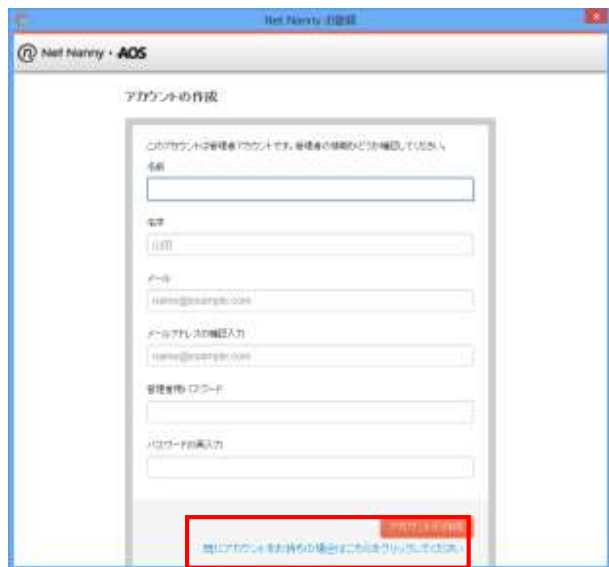 Net Nanny の登録
Net Nanny・AOS
アカウントの作成
このアカウントは管理者アカウントです。管理者の情報かどうか確認してください。
名前
名字
山田
メール
name@example.com
メールアドレスの確認入力
name@example.com
管理者用パスワード
パスワードの再入力
アカウントの作成
既にアカウントをお持ちの場合はこちらをクリックしてください